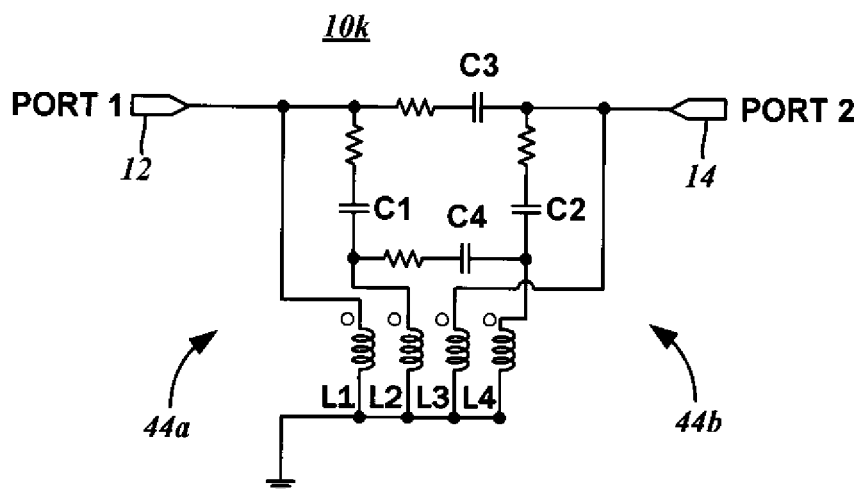 10k
C3
PORT 1
PORT 2
12
14
C1
C4
C2
L1 L2 L3 L4
44a
44b